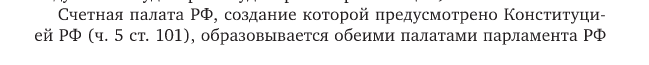 Счетная палата РФ, создание которой предусмотрено Конституци-
ей РФ (ч. 5 ст. 101), образовывается обеими палатами парламента РФ